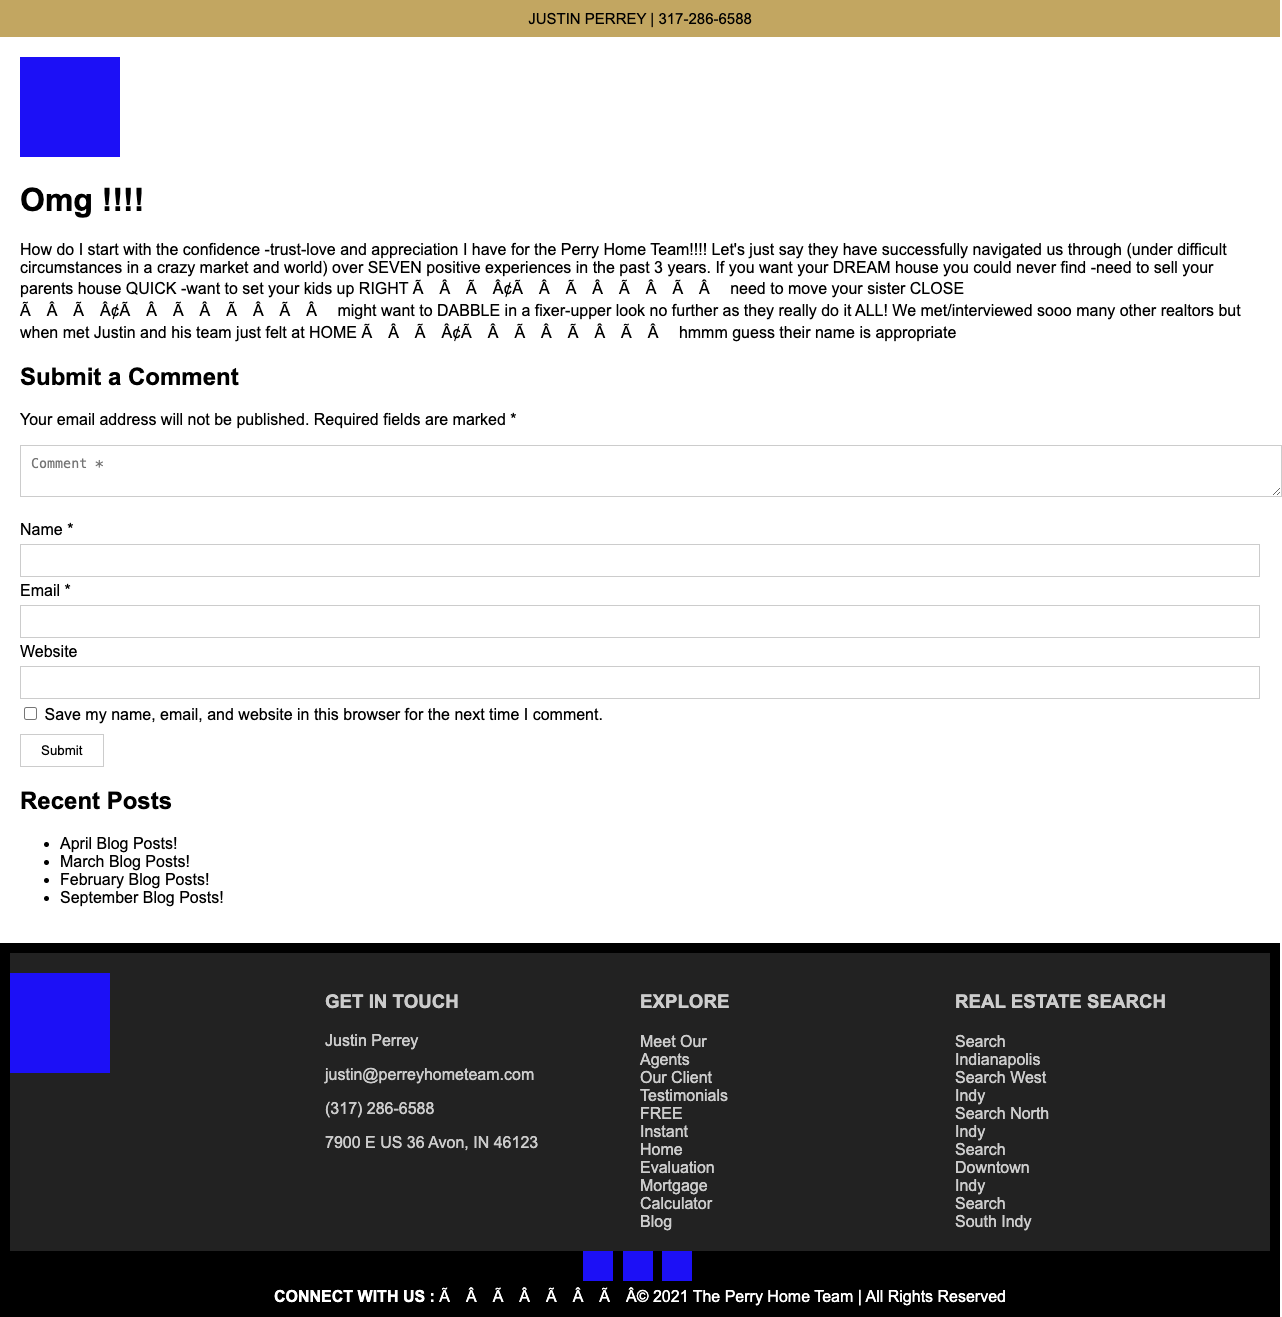 JUSTIN PERREY | 317-286-6588
Omg !!!!
How do I start with the confidence -trust-love and appreciation I have for the Perry Home Team!!!! Let's just say they have successfully navigated us through (under difficult
circumstances in a crazy market and world) over SEVEN positive experiences in the past 3 years. If you want your DREAM house you could never find -need to sell your
parents house QUICK -want to set your kids up RIGHT Ã Â Ã Â¢Ã Â Ã Â Ã Â Ã Â need to move your sister CLOSE
Ã Â Ã Â¢Ã Â Ã Â Ã Â Ã Â might want to DABBLE in a fixer-upper look no further as they really do it ALL! We met/interviewed sooo many other realtors but
when met Justin and his team just felt at HOME Ã Â Ã Â¢Ã Â Ã Â Ã Â Ã Â hmmm guess their name is appropriate
Submit a Comment
Your email address will not be published. Required fields are marked *
Comment *
Name *
Email *
Website
Save my name, email, and website in this browser for the next time I comment.
Submit
Recent Posts
• April Blog Posts!
• March Blog Posts!
• February Blog Posts!
• September Blog Posts!
GET IN TOUCH
Justin Perrey
justin@perreyhometeam.com
(317) 286-6588
7900 E US 36 Avon, IN 46123
EXPLORE
Meet Our
Agents
Our Client
Testimonials
FREE
Instant
Home
Evaluation
Mortgage
Calculator
Blog
REAL ESTATE SEARCH
Search
Indianapolis
Search West
Indy
Search North
Indy
Search
Downtown
Indy
Search
South Indy
CONNECT WITH US : Ã Â Ã Â Ã Â Ã Â© 2021 The Perry Home Team | All Rights Reserved